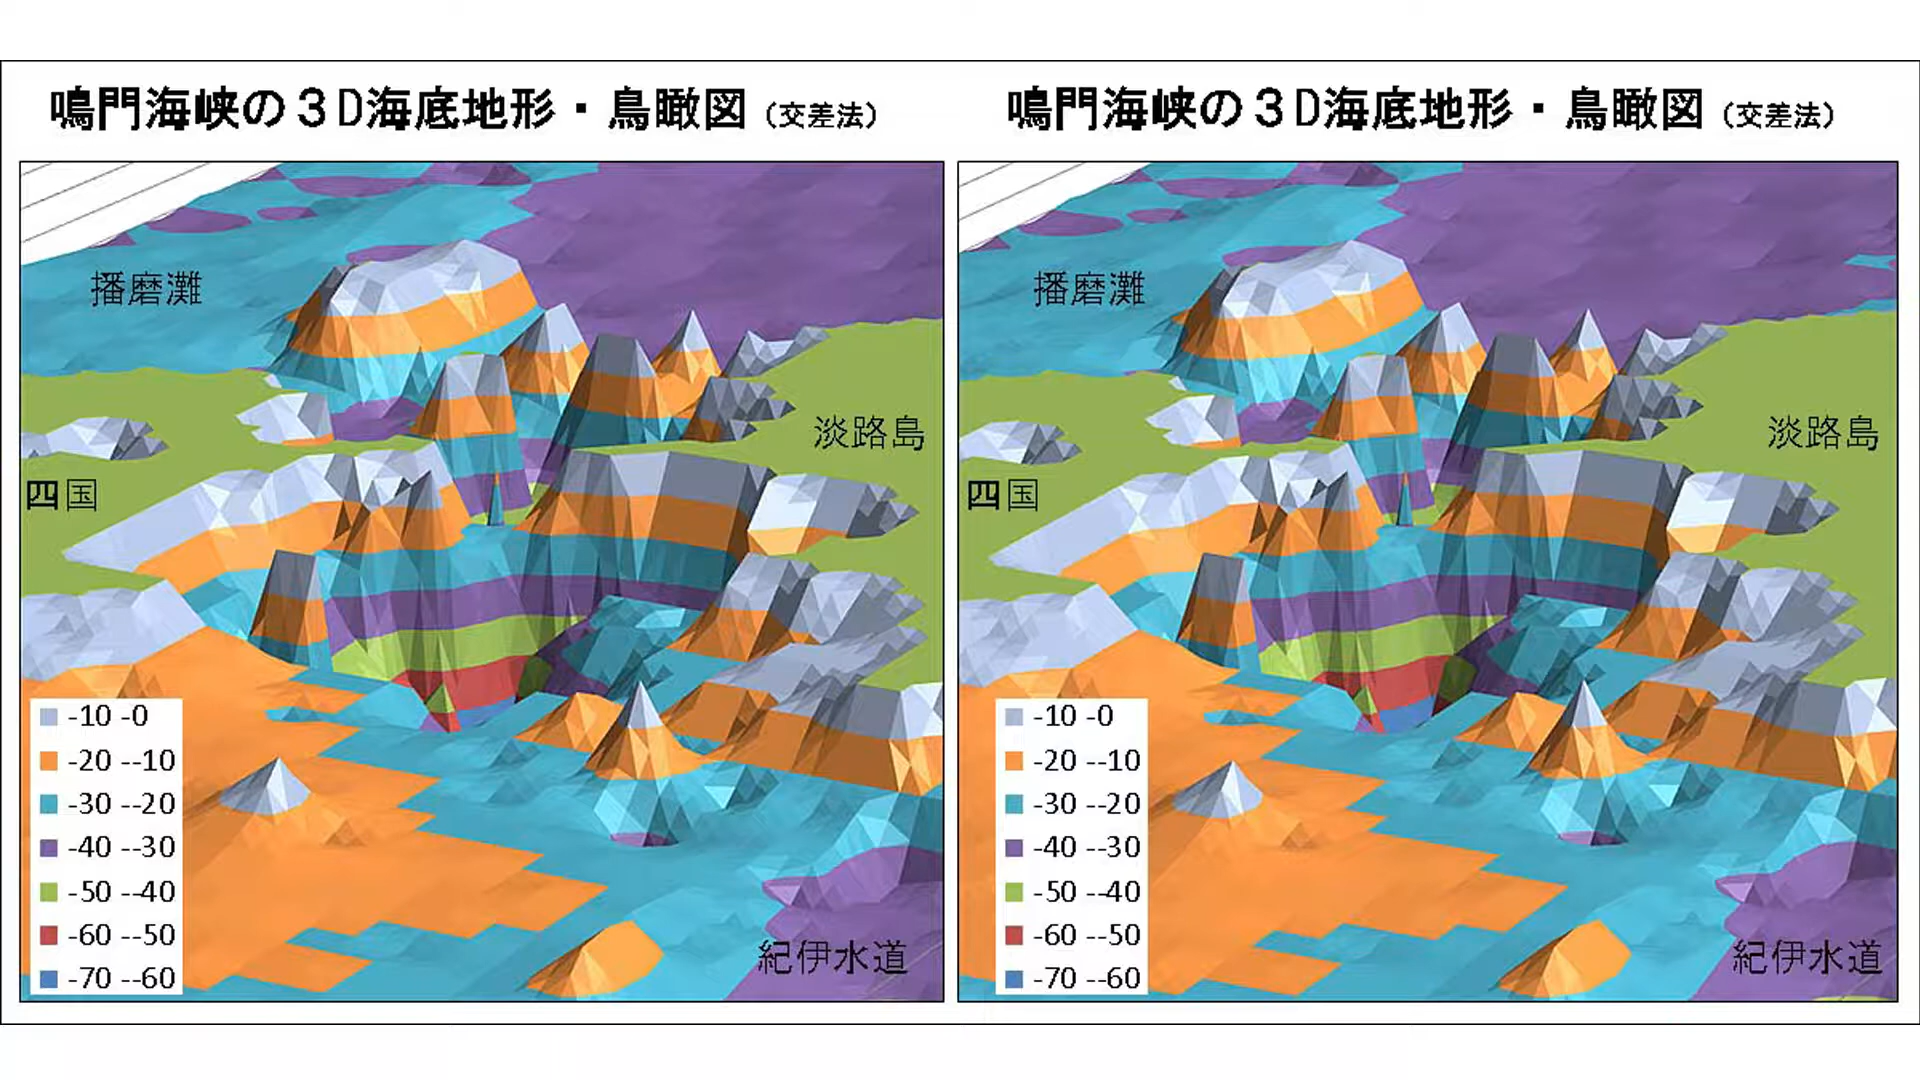 鳴門海峡の3D海底地形・鳥瞰図(交差法)
播磨灘
淡路島
四国
-10 -0
-20 --10
-30 --20
-40 --30
-50 --40
-60 --50
-70 --60
紀伊水道
鳴門海峡の3D海底地形・鳥瞰図(交差法)
播磨灘
淡路島
四国
-10 -0
-20 --10
-30 --20
-40 --30
-50 --40
-60 --50
-70 --60
紀伊水道